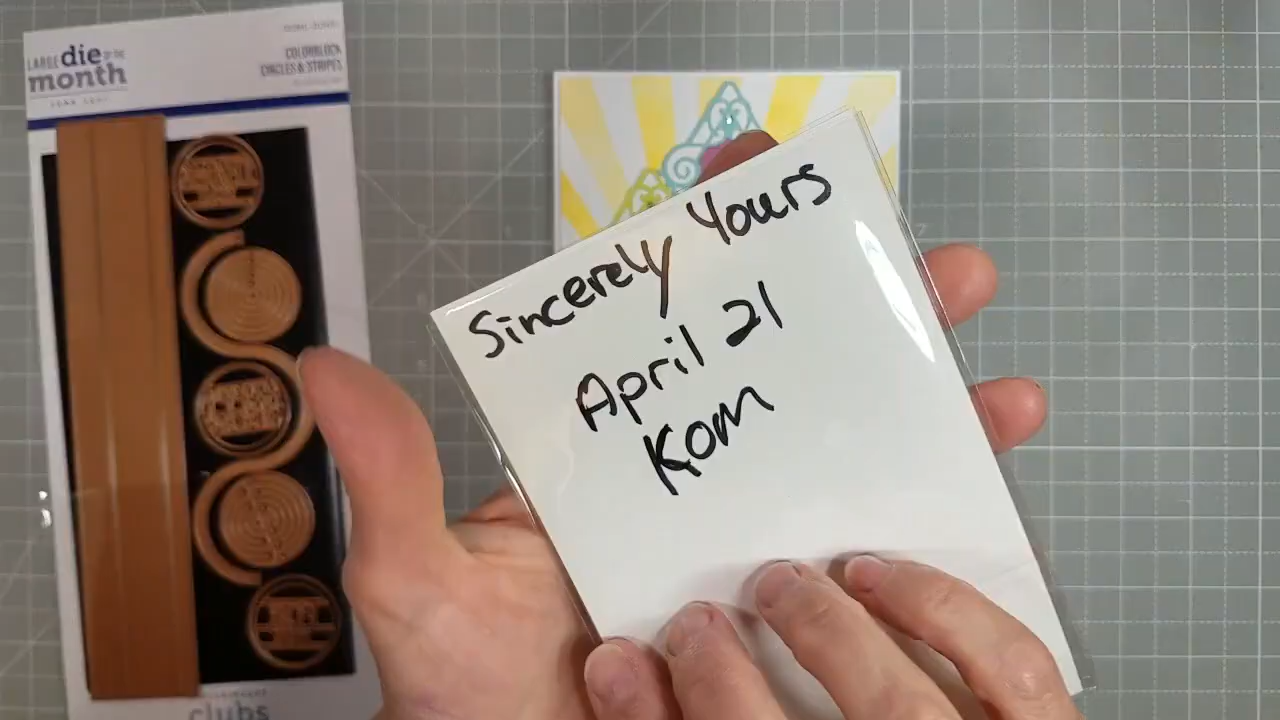 LARGE die OF THE
month
COLORBLOCK
CIRCLES & STRIPES
clubs
Sincerely Yours
April 21
Kom